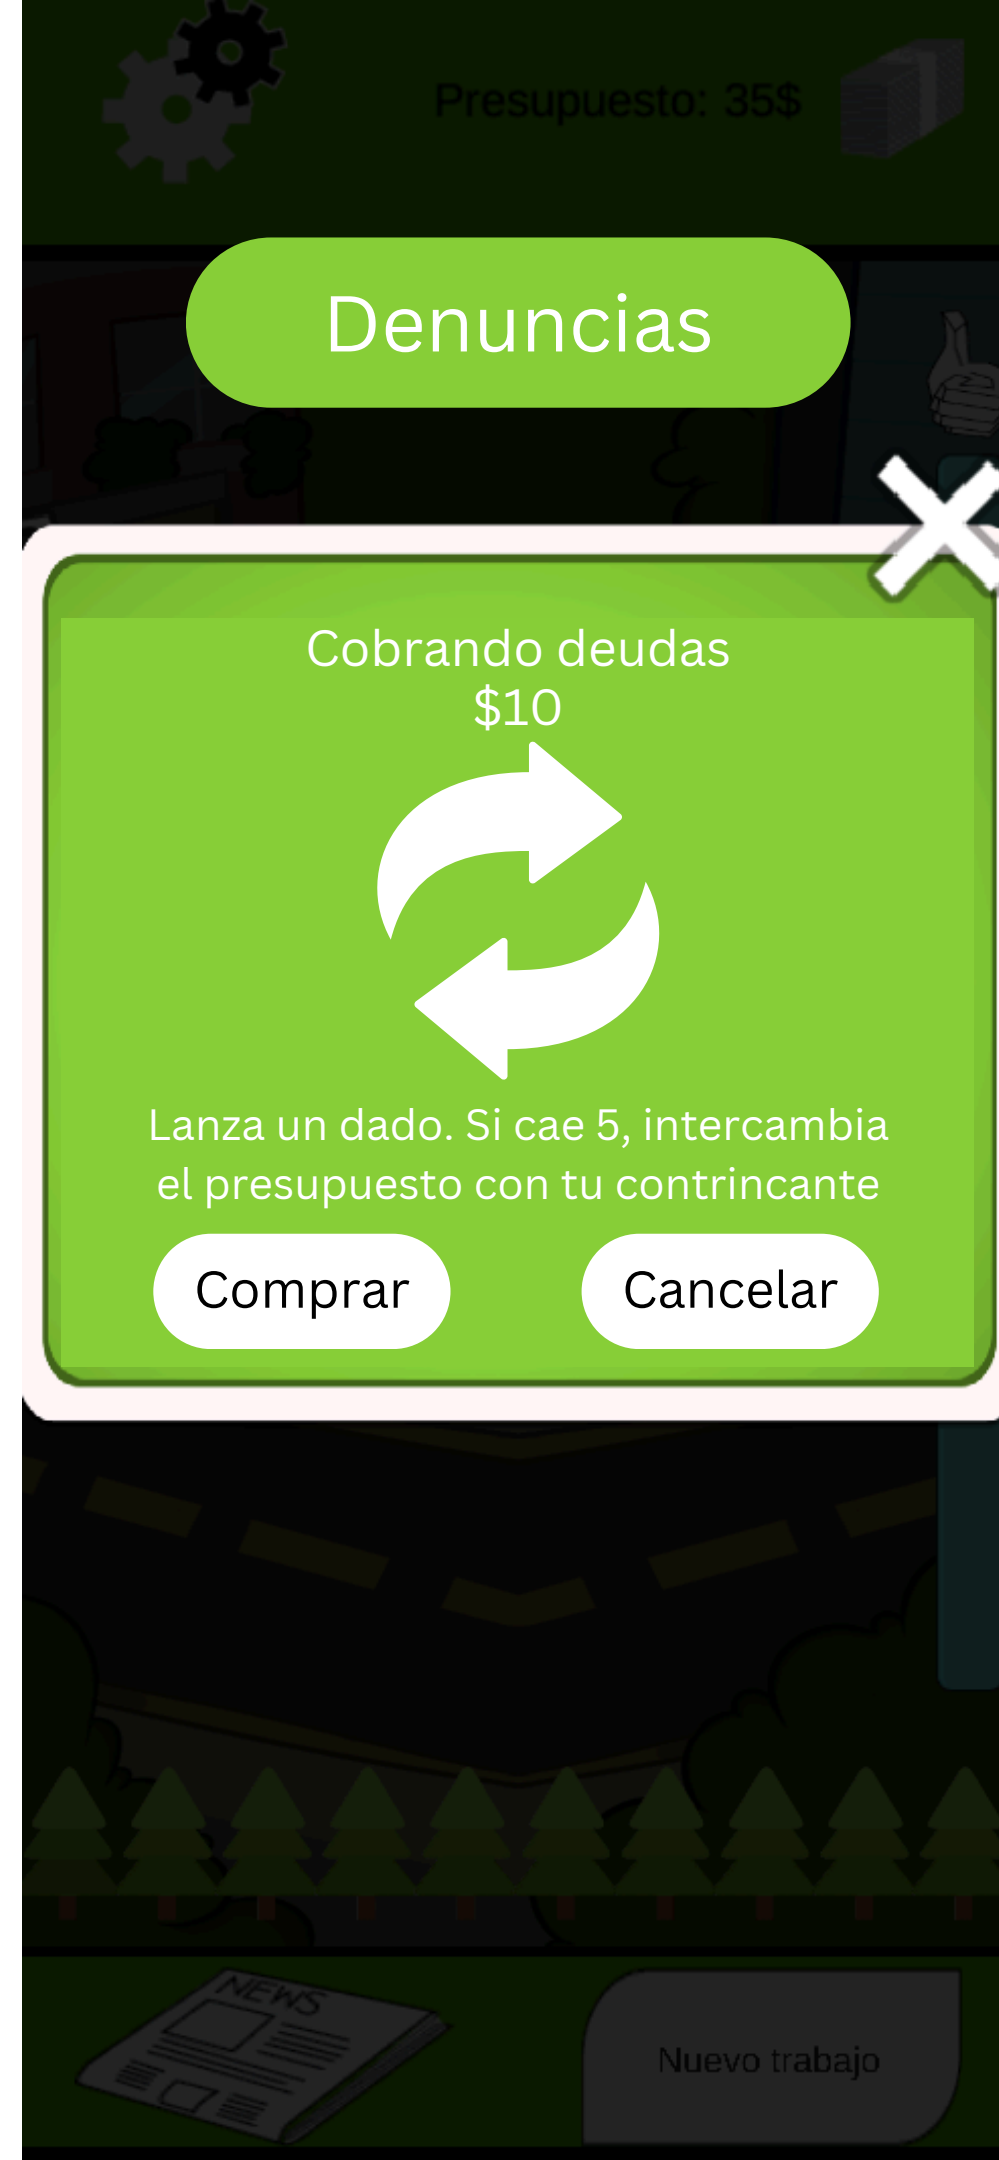 Presupuesto: 35$
Denuncias
Cobrando deudas
$10
Lanza un dado. Si cae 5, intercambia
el presupuesto con tu contrincante
Comprar
Cancelar
NEWS
Nuevo trabajo